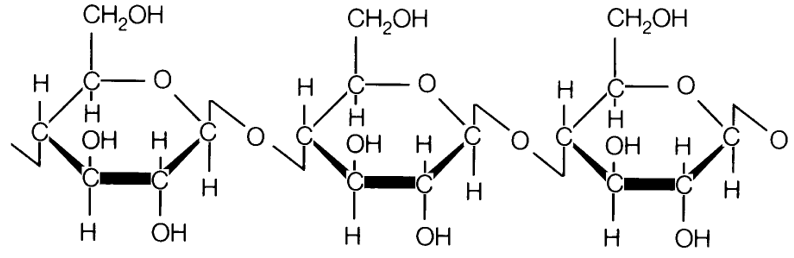 CH₂OH CH₂OH CH₂OH
C O C O C O
H H H H H H
C OH H C O C OH H C O C OH H C O
C C H C C H C C H
H OH H OH H OH